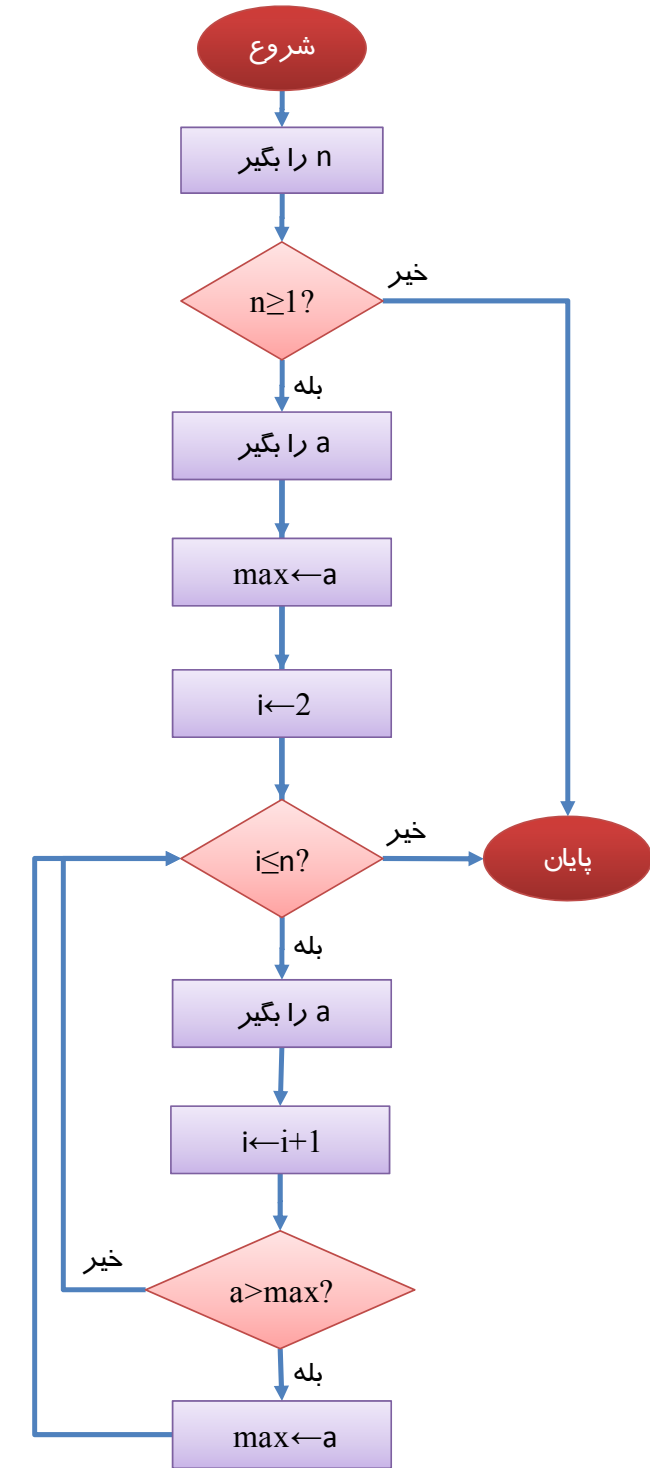 شروع
n را بگیر
خیر
n≥1?
بله
a را بگیر
max←a
i←2
خیر
i≤n?
پایان
بله
a را بگیر
i←i+1
خیر
a>max?
بله
max←a